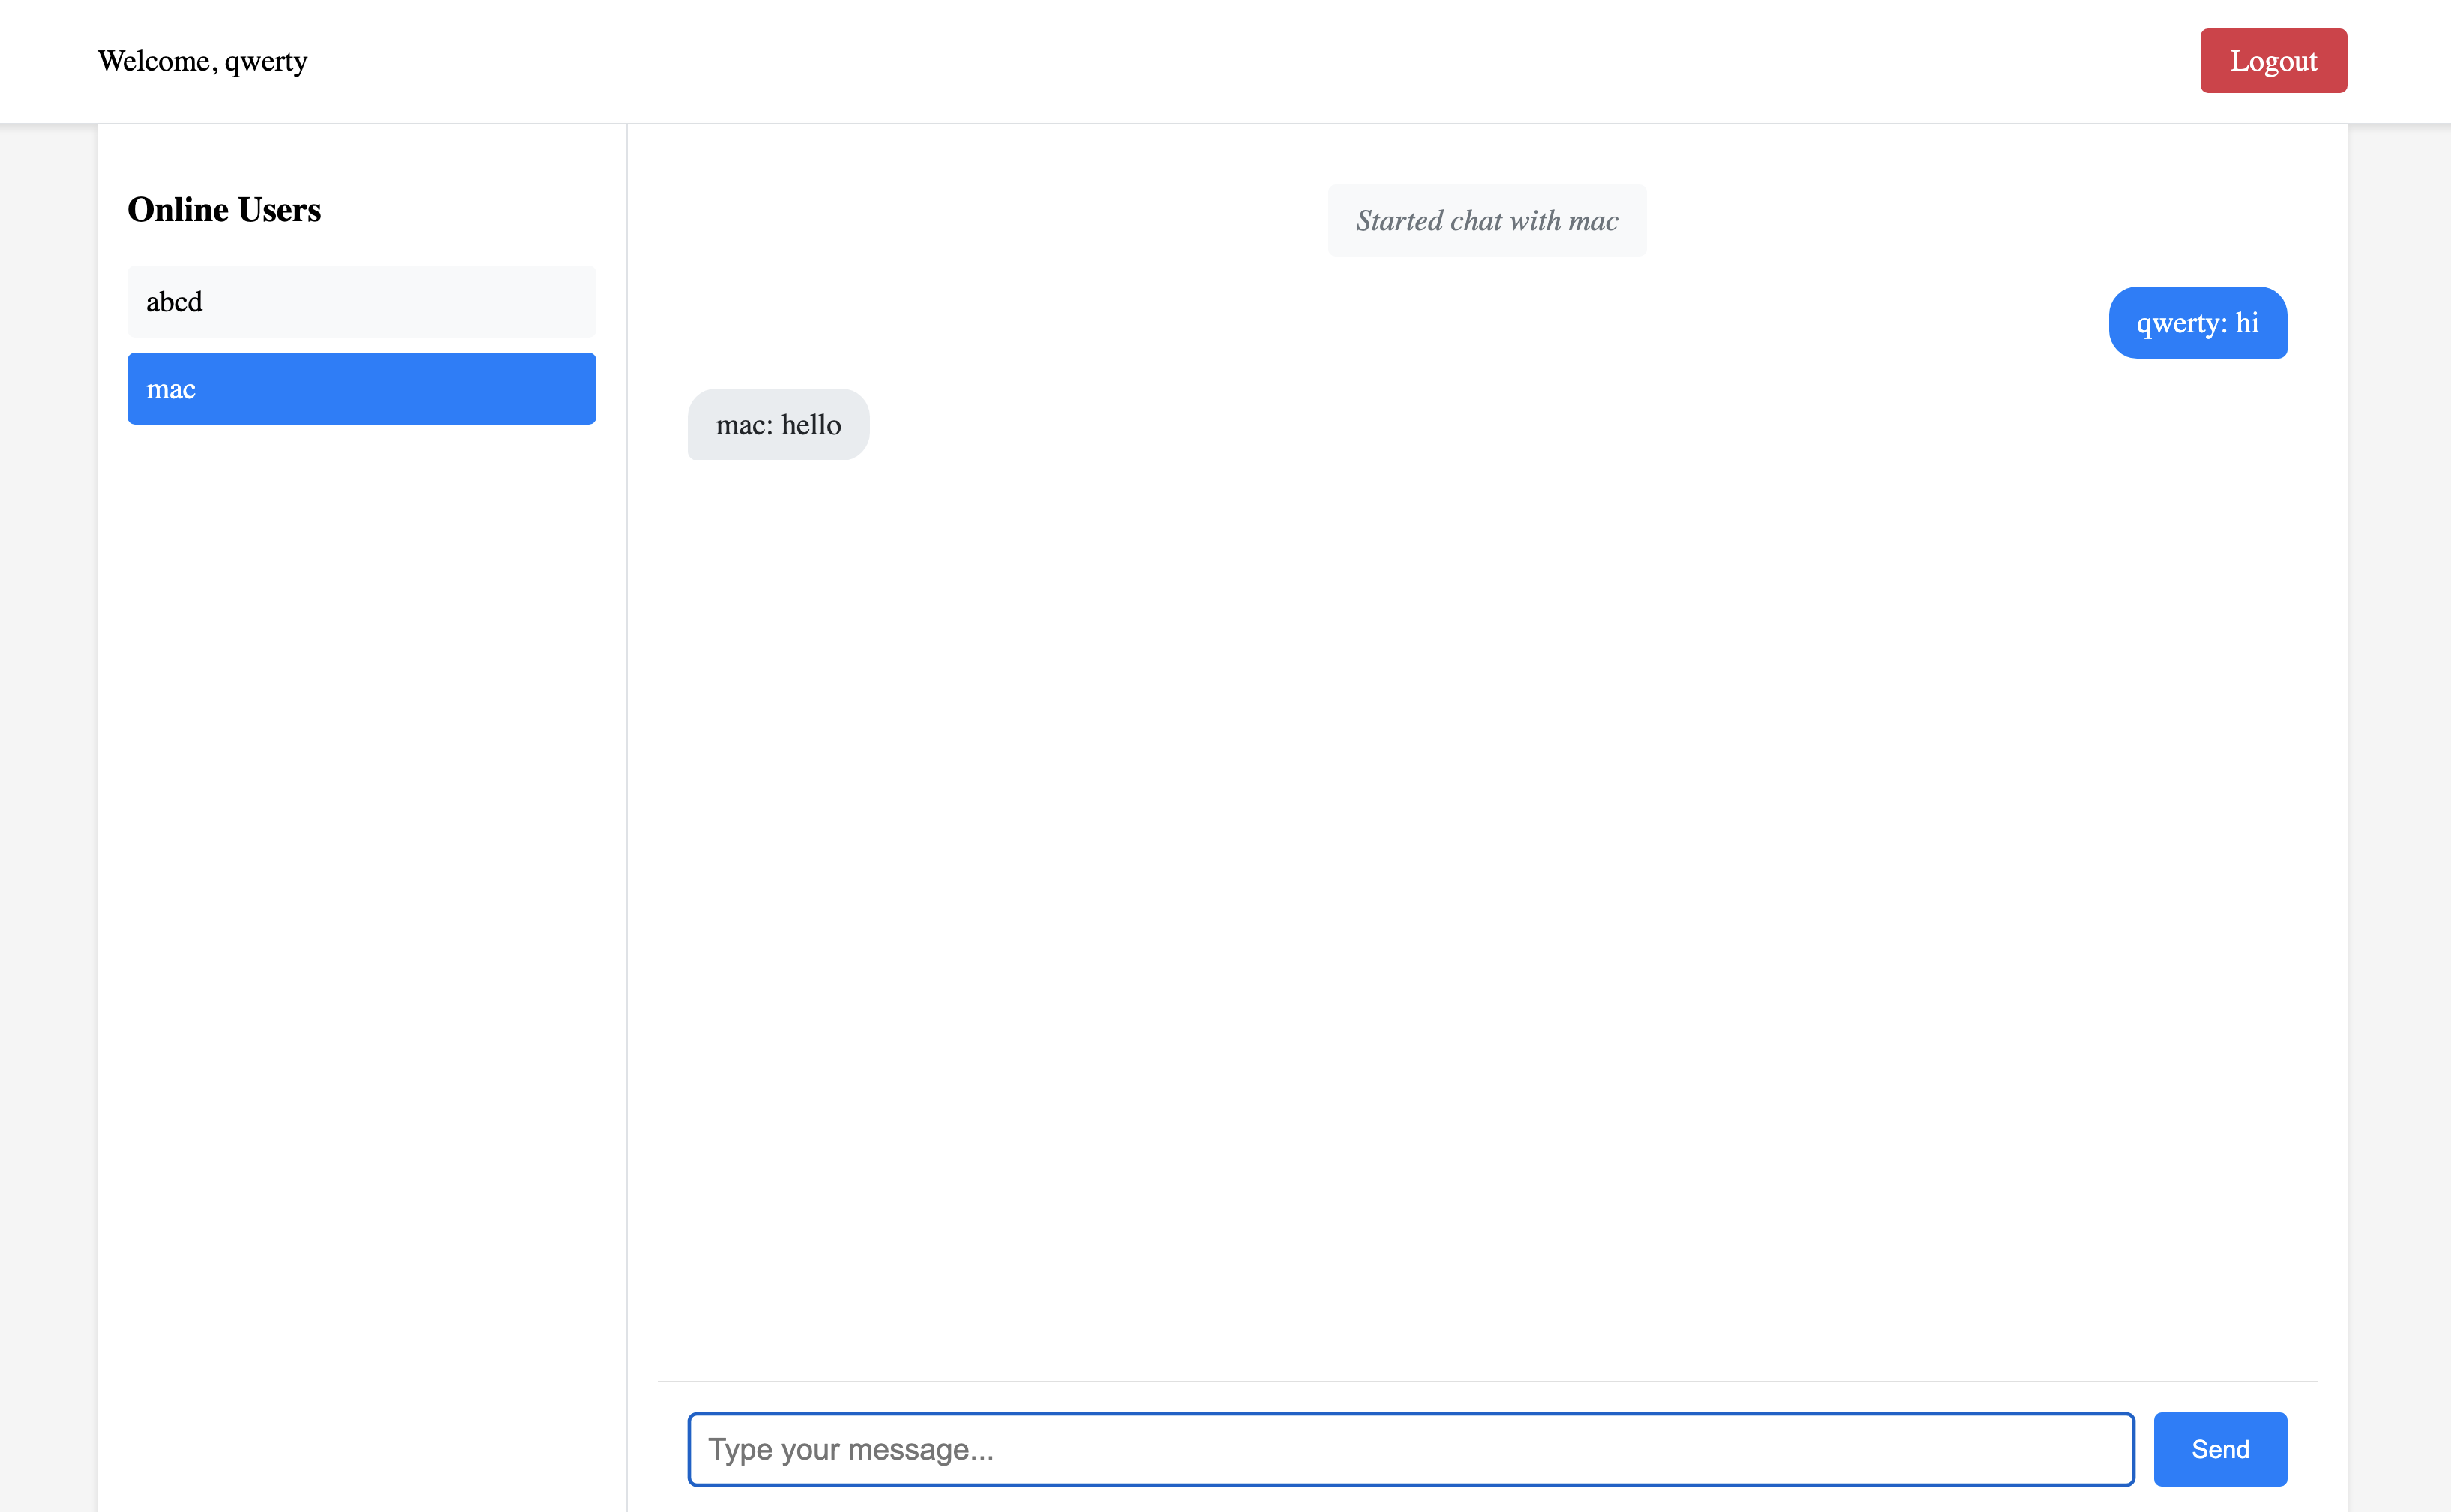 Welcome, qwerty
Logout
Online Users
abcd
mac
Started chat with mac
qwerty: hi
mac: hello
Type your message...
Send